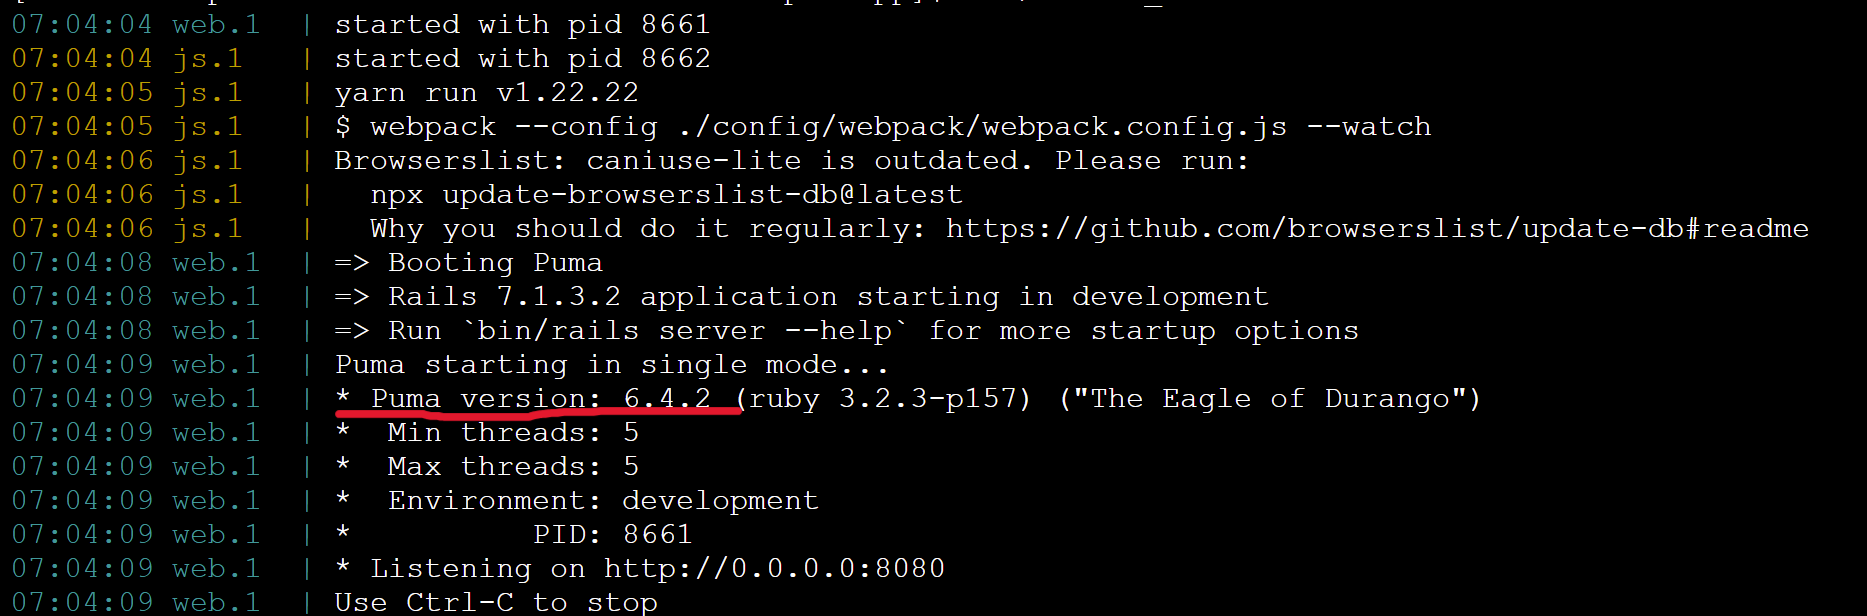 07:04:04 web.1  | started with pid 8661
07:04:04 js.1   | started with pid 8662
07:04:05 js.1   | yarn run v1.22.22
07:04:05 js.1   | $ webpack --config ./config/webpack/webpack.config.js --watch
07:04:06 js.1   | Browserslist: caniuse-lite is outdated. Please run:
07:04:06 js.1   |   npx update-browserslist-db@latest
07:04:06 js.1   |   Why you should do it regularly: https://github.com/browserslist/update-db#readme
07:04:08 web.1  | => Booting Puma
07:04:08 web.1  | => Rails 7.1.3.2 application starting in development
07:04:08 web.1  | => Run `bin/rails server --help` for more startup options
07:04:09 web.1  | Puma starting in single mode...
07:04:09 web.1  | * Puma version: 6.4.2 (ruby 3.2.3-p157) ("The Eagle of Durango")
07:04:09 web.1  | *  Min threads: 5
07:04:09 web.1  | *  Max threads: 5
07:04:09 web.1  | *  Environment: development
07:04:09 web.1  | *          PID: 8661
07:04:09 web.1  | * Listening on http://0.0.0.0:8080
07:04:09 web.1  | Use Ctrl-C to stop